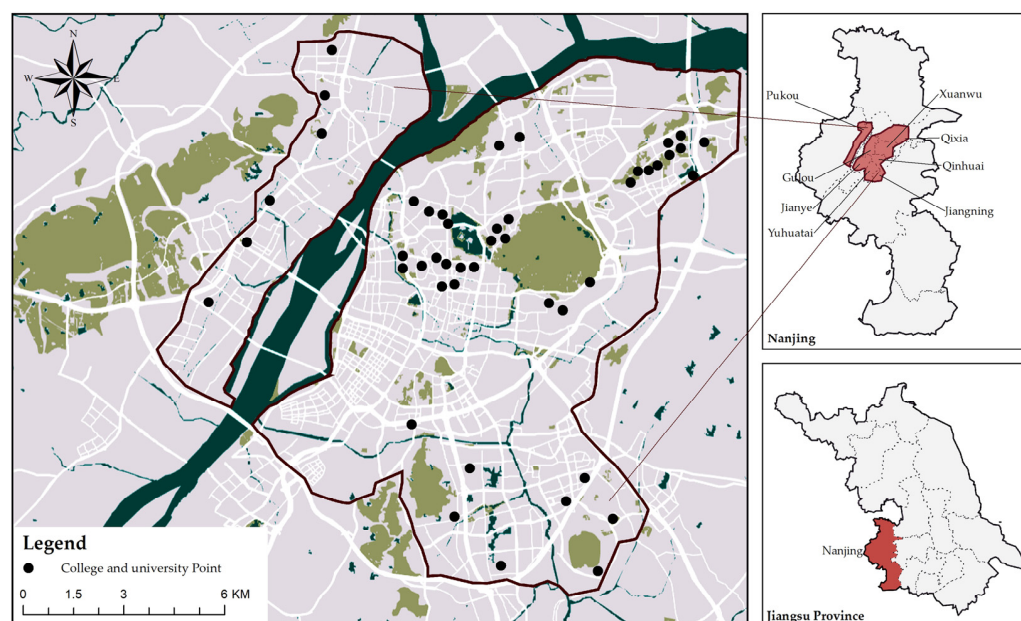 N
W
E
S
Legend
College and university Point
0 1.5 3 6 KM
Pukou
Xuanwu
Qixia
Qinhuai
Gulou
Jianye
Jiangning
Yuhuatai
Nanjing
Nanjing
Jiangsu Province